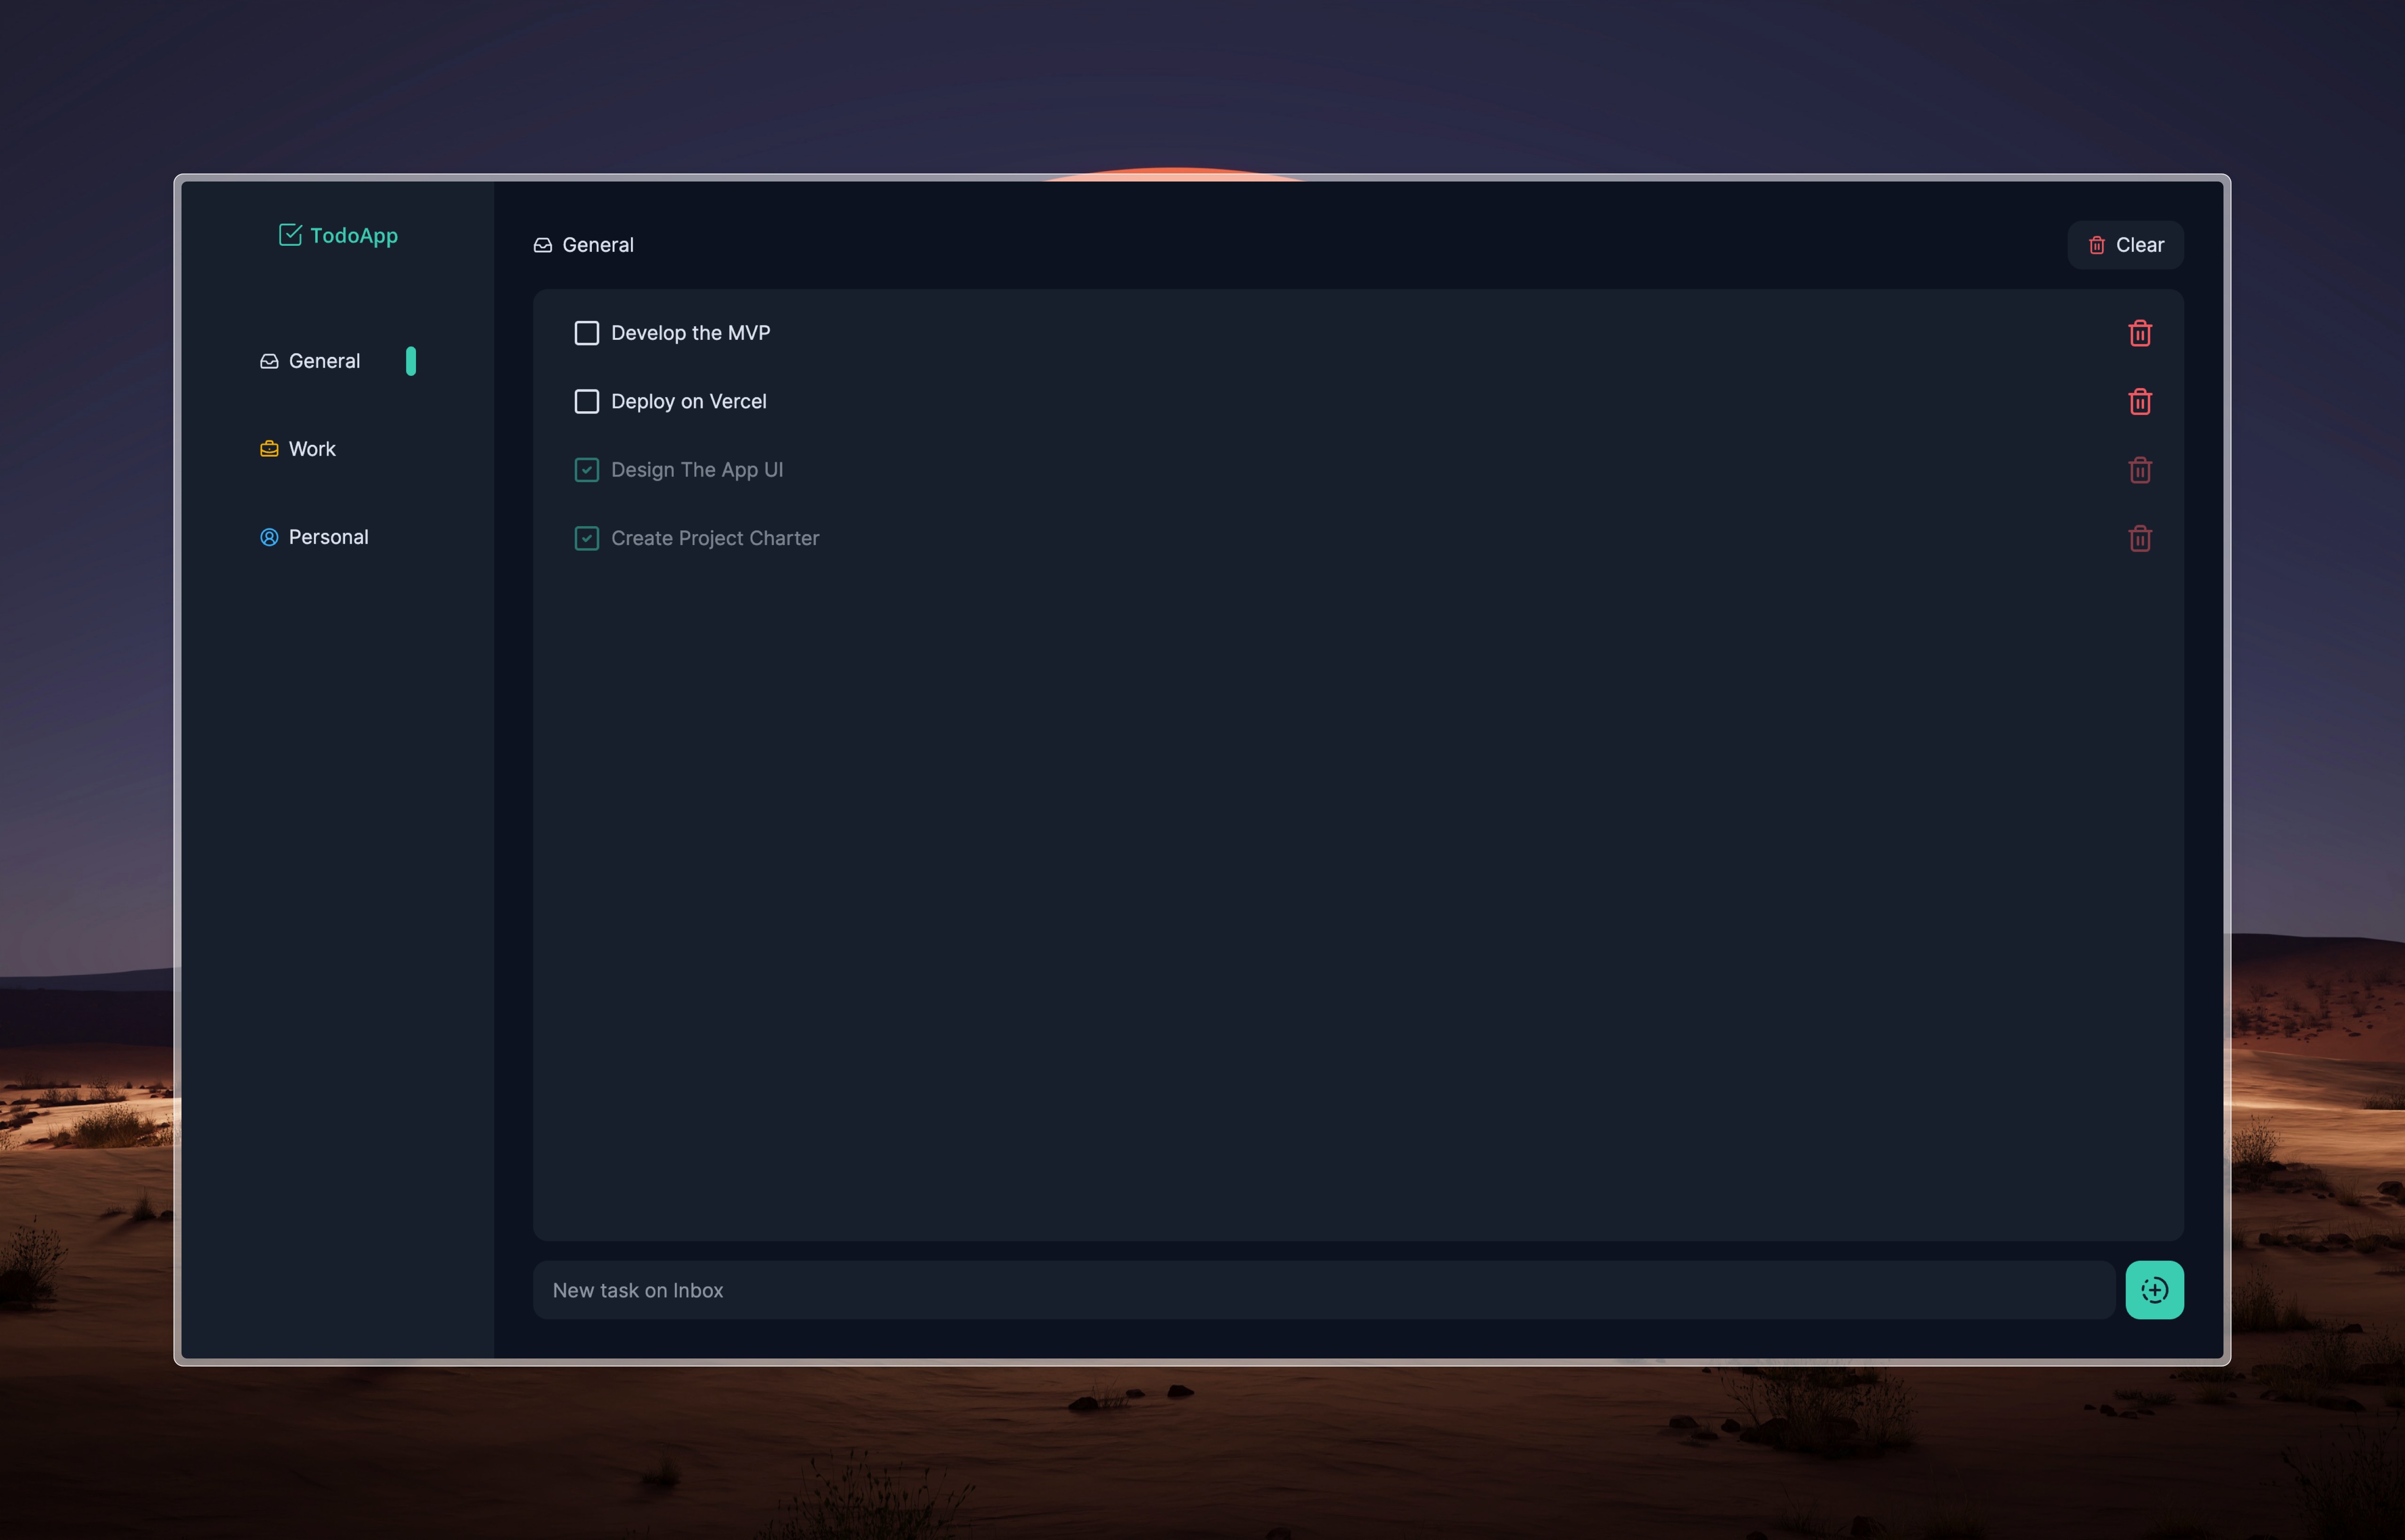 TodoApp
General
Work
Personal
General
Clear
Develop the MVP
Deploy on Vercel
Design The App UI
Create Project Charter
New task on Inbox